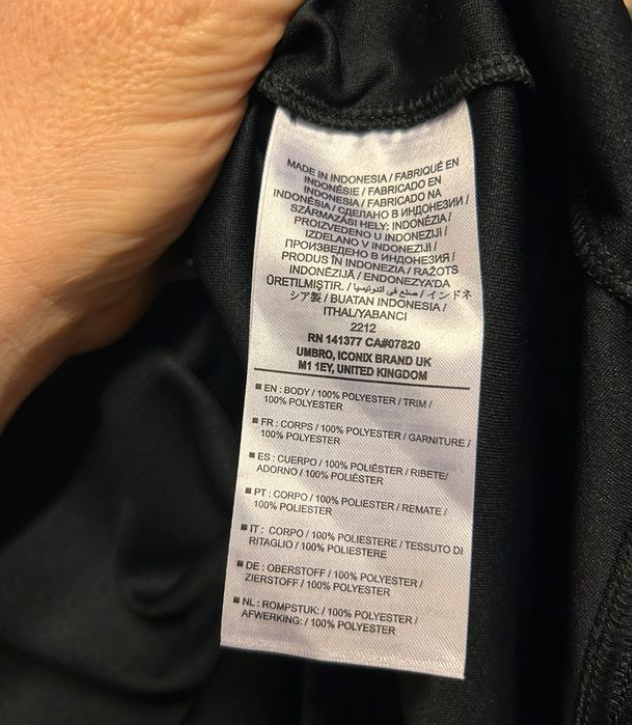 MADE IN INDONESIA / FABRIQUÉ EN
INDONÉSIE / FABRICADO EN
INDONESIA / FABRICADO NA
INDONÉSIA / СДЕЛАНО В ИНДОНЕЗИИ /
SZÁRMAZÁSI HELY: INDONÉZIA /
PROIZVEDENO U INDONEZIJI /
IZDELANO V INDONEZIJI /
ПРОИЗВЕДЕНО В ИНДОНЕЗИЯ /
PRODUS ÎN INDONEZIA / RAŽOTS
INDONĒZIJĀ / ENDONEZYA'DA
ÜRETILMIŞTIR. / صنع في اندونيسيا / インドネ
シア製 / BUATAN INDONESIA /
ITHAL/YABANCI
2212
RN 141377 CA#07820
UMBRO, ICONIX BRAND UK
M1 1EY, UNITED KINGDOM
EN : BODY / 100% POLYESTER / TRIM /
100% POLYESTER
FR : CORPS / 100% POLYESTER / GARNITURE /
100% POLYESTER
ES : CUERPO / 100% POLIÉSTER / RIBETE/
ADORNO / 100% POLIÉSTER
PT : CORPO / 100% POLIESTER / REMATE /
100% POLIESTER
IT : CORPO / 100% POLIESTERE / TESSUTO DI
RITAGLIO / 100% POLIESTERE
DE : OBERSTOFF / 100% POLYESTER /
ZIERSTOFF / 100% POLYESTER
NL : ROMPSTUK: / 100% POLYESTER /
AFWERKING: / 100% POLYESTER